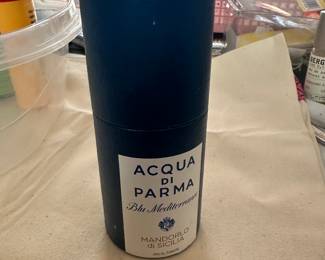 ACQUA
DI
PARMA
Blu Mediterraneo
MANDORLO
di SICILIA